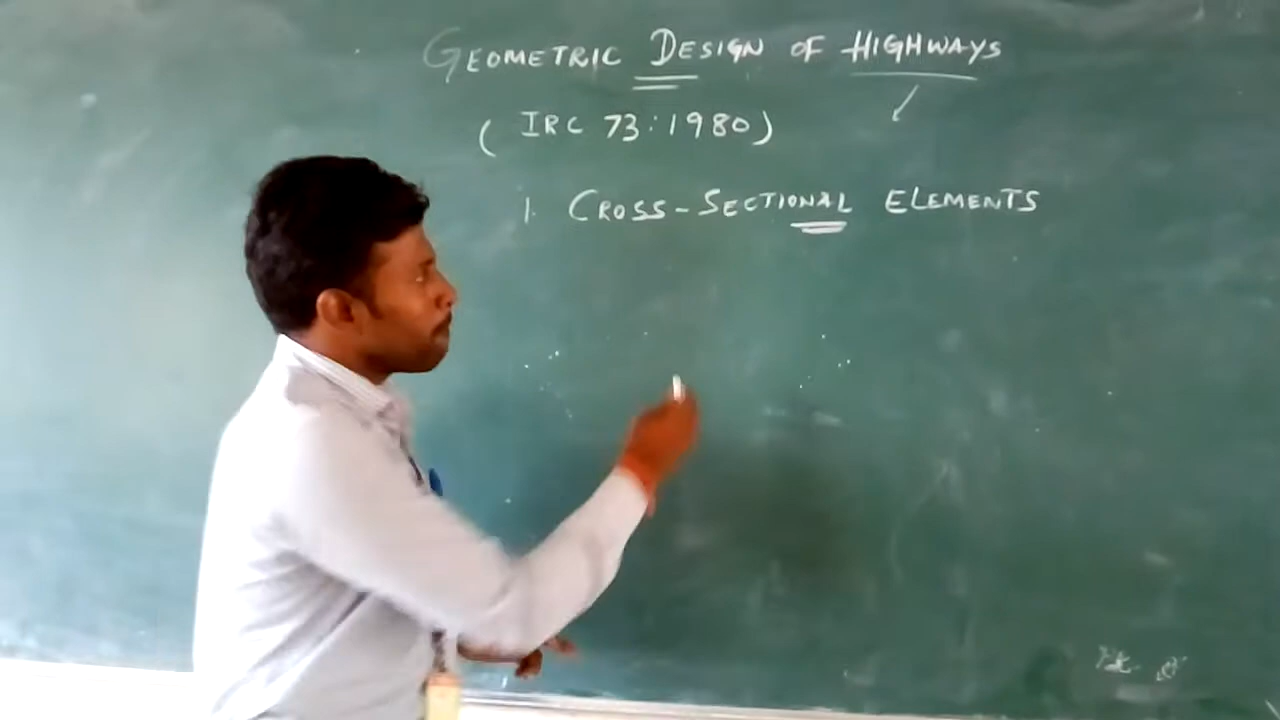 GEOMETRIC DESIGN OF HIGHWAYS
(IRC 73:1980)
1. CROSS-SECTIONAL ELEMENTS